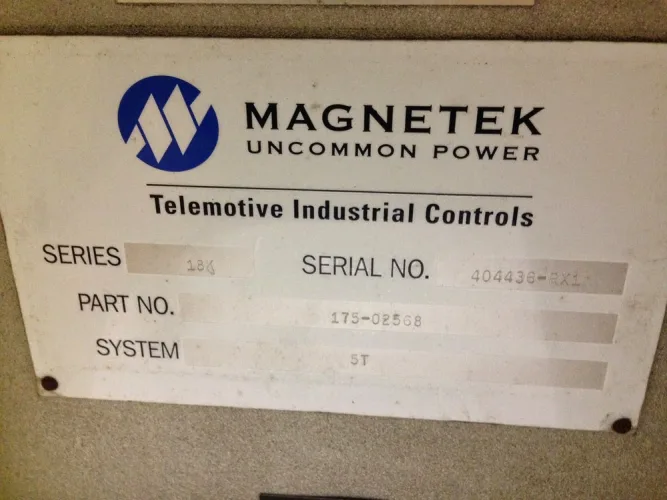 MAGNETEK
UNCOMMON POWER
Telemotive Industrial Controls
SERIES
SERIAL NO.
PART NO. 175-02568
SYSTEM 5T